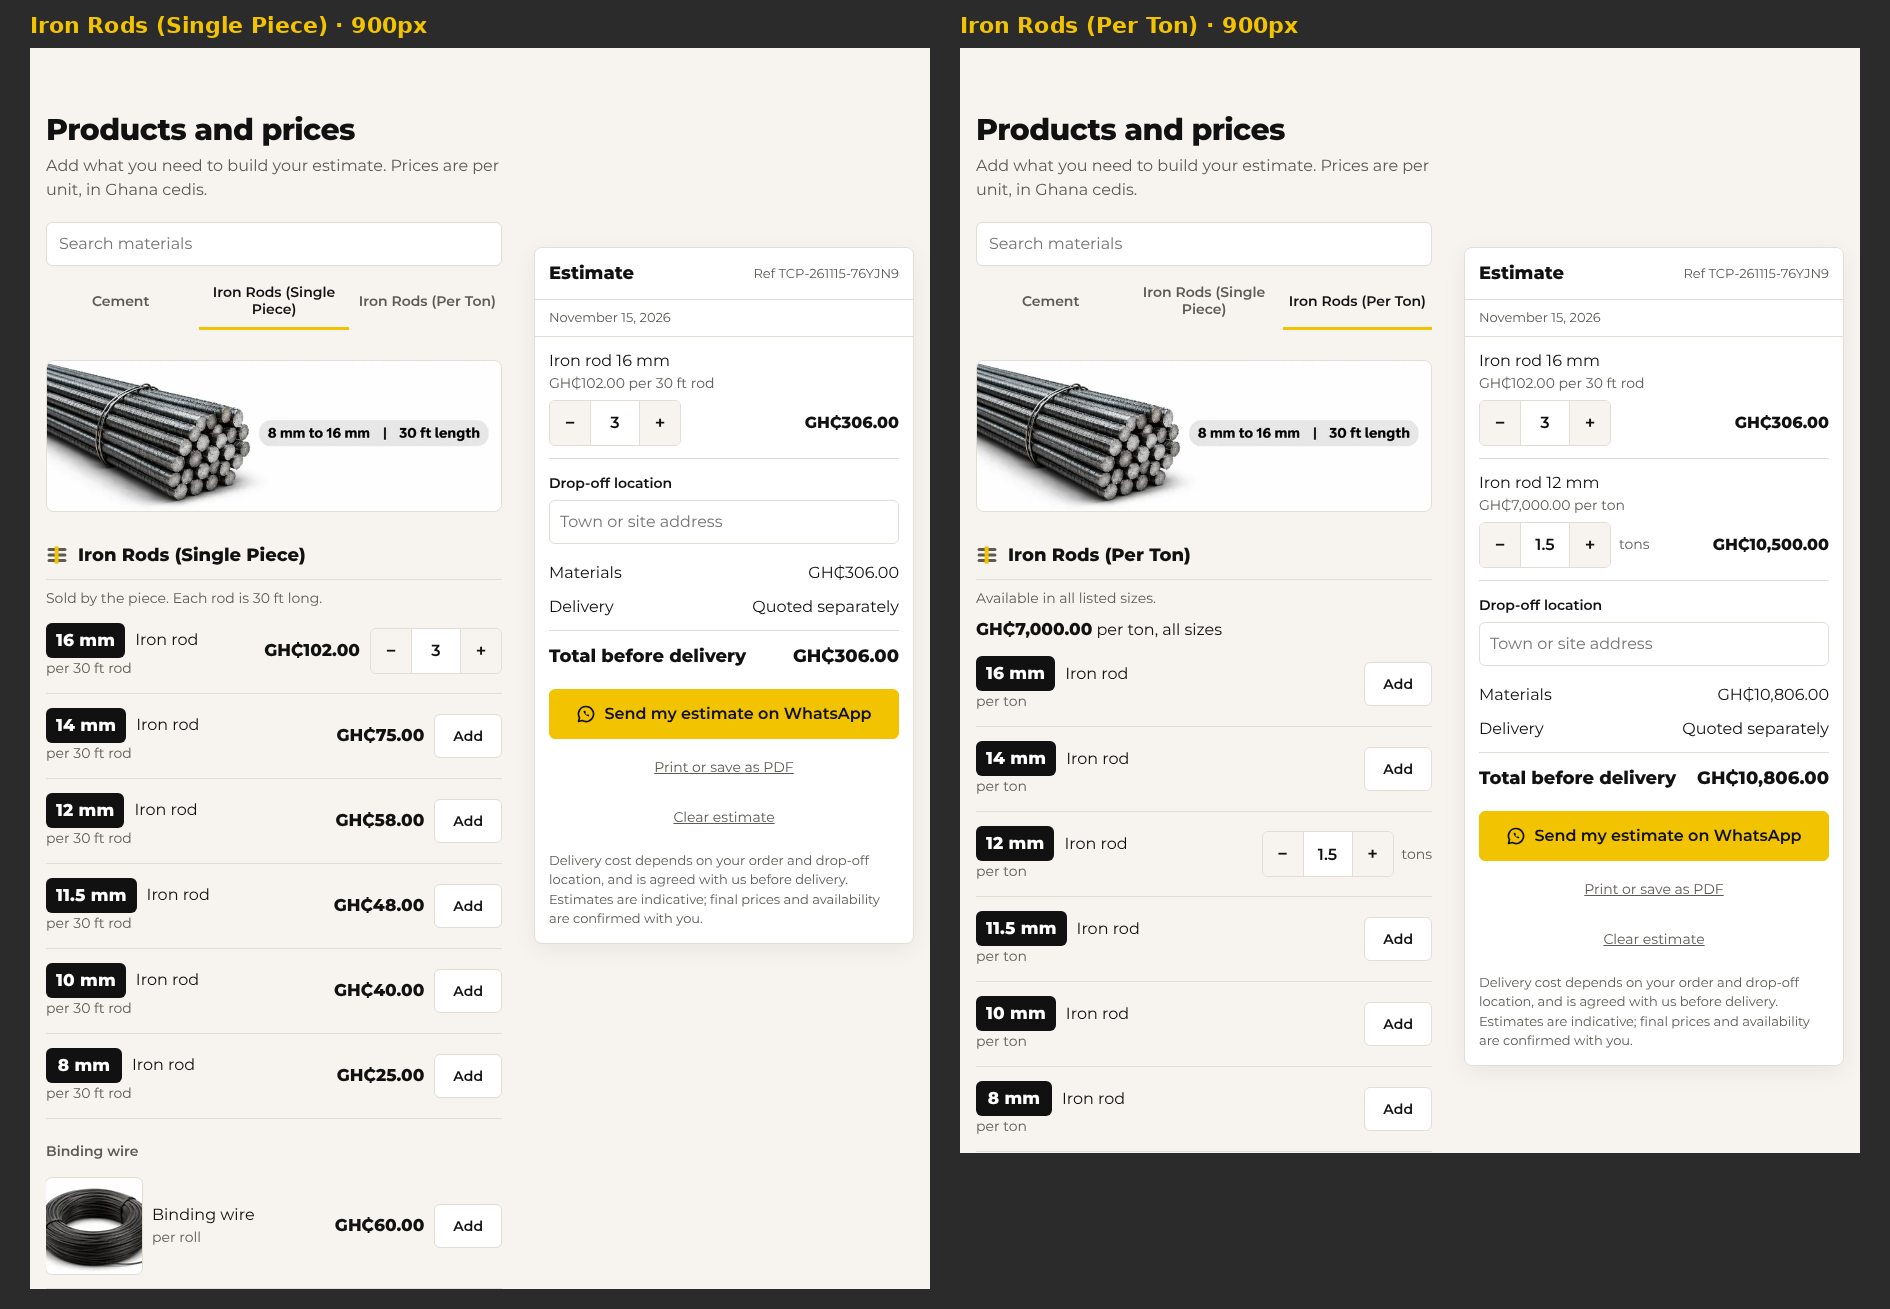 Iron Rods (Single Piece) · 900px
Products and prices
Add what you need to build your estimate. Prices are per
unit, in Ghana cedis.
Search materials
Cement
Iron Rods (Single
Piece)
Iron Rods (Per Ton)
8 mm to 16 mm | 30 ft length
Iron Rods (Single Piece)
Sold by the piece. Each rod is 30 ft long.
16 mm Iron rod GH₵102.00 − 3 +
per 30 ft rod
14 mm Iron rod GH₵75.00 Add
per 30 ft rod
12 mm Iron rod GH₵58.00 Add
per 30 ft rod
11.5 mm Iron rod GH₵48.00 Add
per 30 ft rod
10 mm Iron rod GH₵40.00 Add
per 30 ft rod
8 mm Iron rod GH₵25.00 Add
per 30 ft rod
Binding wire
Binding wire GH₵60.00 Add
per roll
Estimate Ref TCP-261115-76YJN9
November 15, 2026
Iron rod 16 mm
GH₵102.00 per 30 ft rod
− 3 + GH₵306.00
Drop-off location
Town or site address
Materials GH₵306.00
Delivery Quoted separately
Total before delivery GH₵306.00
Send my estimate on WhatsApp
Print or save as PDF
Clear estimate
Delivery cost depends on your order and drop-off
location, and is agreed with us before delivery.
Estimates are indicative; final prices and availability
are confirmed with you.
Iron Rods (Per Ton) · 900px
Products and prices
Add what you need to build your estimate. Prices are per
unit, in Ghana cedis.
Search materials
Cement
Iron Rods (Single
Piece)
Iron Rods (Per Ton)
8 mm to 16 mm | 30 ft length
Iron Rods (Per Ton)
Available in all listed sizes.
GH₵7,000.00 per ton, all sizes
16 mm Iron rod Add
per ton
14 mm Iron rod Add
per ton
12 mm Iron rod − 1.5 + tons
per ton
11.5 mm Iron rod Add
per ton
10 mm Iron rod Add
per ton
8 mm Iron rod Add
per ton
Estimate Ref TCP-261115-76YJN9
November 15, 2026
Iron rod 16 mm
GH₵102.00 per 30 ft rod
− 3 + GH₵306.00
Iron rod 12 mm
GH₵7,000.00 per ton
− 1.5 + tons GH₵10,500.00
Drop-off location
Town or site address
Materials GH₵10,806.00
Delivery Quoted separately
Total before delivery GH₵10,806.00
Send my estimate on WhatsApp
Print or save as PDF
Clear estimate
Delivery cost depends on your order and drop-off
location, and is agreed with us before delivery.
Estimates are indicative; final prices and availability
are confirmed with you.